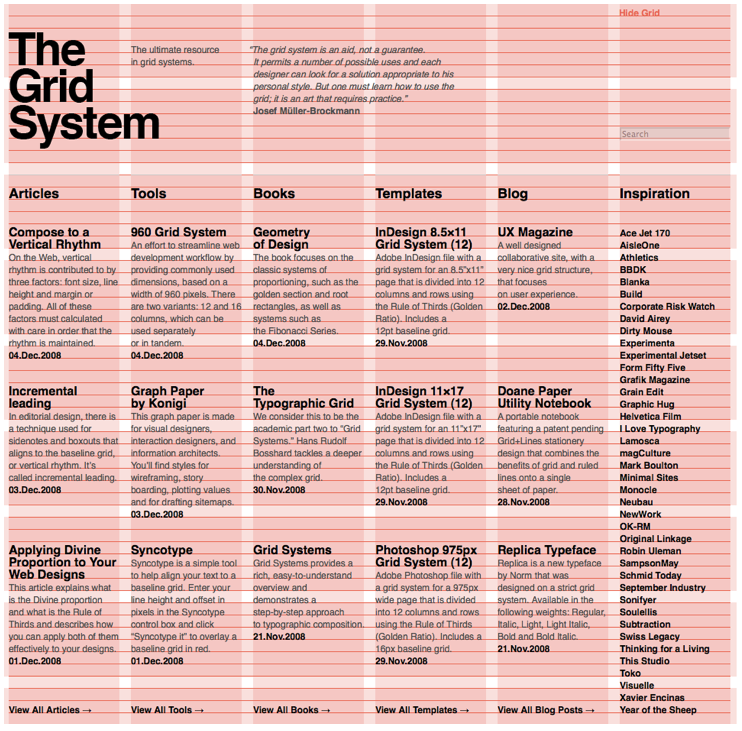 Hide Grid
The
Grid
System
The ultimate resource
in grid systems.
"The grid system is an aid, not a guarantee.
It permits a number of possible uses and each
designer can look for a solution appropriate to his
personal style. But one must learn how to use the
grid; it is an art that requires practice."
Josef Müller-Brockmann
Search
Articles
Compose to a
Vertical Rhythm
On the Web, vertical
rhythm is contributed to by
three factors: font size, line
height and margin or
padding. All of these
factors must calculated
with care in order that the
rhythm is maintained.
04.Dec.2008
Incremental
leading
In editorial design, there is
a technique used for
sidenotes and boxouts that
aligns to the baseline grid,
or vertical rhythm. It's
called incremental leading.
03.Dec.2008
Applying Divine
Proportion to Your
Web Designs
This article explains what
is the Divine proportion
and what is the Rule of
Thirds and describes how
you can apply both of them
effectively to your designs.
01.Dec.2008
View All Articles →
Tools
960 Grid System
An effort to streamline web
development workflow by
providing commonly used
dimensions, based on a
width of 960 pixels. There
are two variants: 12 and 16
columns, which can be
used separately
or in tandem.
04.Dec.2008
Graph Paper
by Konigi
This graph paper is made
for visual designers,
interaction designers, and
information architects.
You'll find styles for
wireframing, story
boarding, plotting values
and for drafting sitemaps.
03.Dec.2008
Syncotype
Syncotype is a simple tool
to help align your text to a
baseline grid. Enter your
line height and offset in
pixels in the Syncotype
control box and click
"Syncotype it" to overlay a
baseline grid in red.
01.Dec.2008
View All Tools →
Books
Geometry
of Design
The book focuses on the
classic systems of
proportioning, such as the
golden section and root
rectangles, as well as
systems such as
the Fibonacci Series.
04.Dec.2008
The
Typographic Grid
We consider this to be the
academic part two to "Grid
Systems." Hans Rudolf
Bosshard tackles a deeper
understanding of
the complex grid.
30.Nov.2008
Grid Systems
Grid Systems provides a
rich, easy-to-understand
overview and
demonstrates a
step-by-step approach
to typographic composition.
21.Nov.2008
View All Books →
Templates
InDesign 8.5x11
Grid System (12)
Adobe InDesign file with a
grid system for an 8.5"x11"
page that is divided into 12
columns and rows using
the Rule of Thirds (Golden
Ratio). Includes a
12pt baseline grid.
29.Nov.2008
InDesign 11×17
Grid System (12)
Adobe InDesign file with a
grid system for an 11"x17"
page that is divided into 12
columns and rows using
the Rule of Thirds (Golden
Ratio). Includes a
12pt baseline grid.
29.Nov.2008
Photoshop 975px
Grid System (12)
Adobe Photoshop file with
a grid system for a 975px
wide page that is divided
into 12 columns and rows
using the Rule of Thirds
(Golden Ratio). Includes a
16px baseline grid.
29.Nov.2008
View All Templates →
Blog
UX Magazine
A well designed
collaborative site, with a
very nice grid structure,
that focuses
on user experience.
02.Dec.2008
Doane Paper
Utility Notebook
A portable notebook
featuring a patent pending
Grid+Lines stationery
design that combines the
benefits of grid and ruled
lines onto a single
sheet of paper.
28.Nov.2008
Replica Typeface
Replica is a new typeface
by Norm that was
designed on a strict grid
system. Available in the
following weights: Regular,
Italic, Light, Light Italic,
Bold and Bold Italic.
21.Nov.2008
View All Blog Posts →
Inspiration
Ace Jet 170
AisleOne
Athletics
BBDK
Blanka
Build
Corporate Risk Watch
David Airey
Dirty Mouse
Experimenta
Experimental Jetset
Form Fifty Five
Grafik Magazine
Grain Edit
Graphic Hug
Helvetica Film
I Love Typography
Lamosca
magCulture
Mark Boulton
Minimal Sites
Monocle
Neubau
NewWork
OK-RM
Original Linkage
Robin Uleman
SampsonMay
Schmid Today
September Industry
Sonifyer
Soulellis
Subtraction
Swiss Legacy
Thinking for a Living
This Studio
Toko
Visuelle
Xavier Encinas
Year of the Sheep